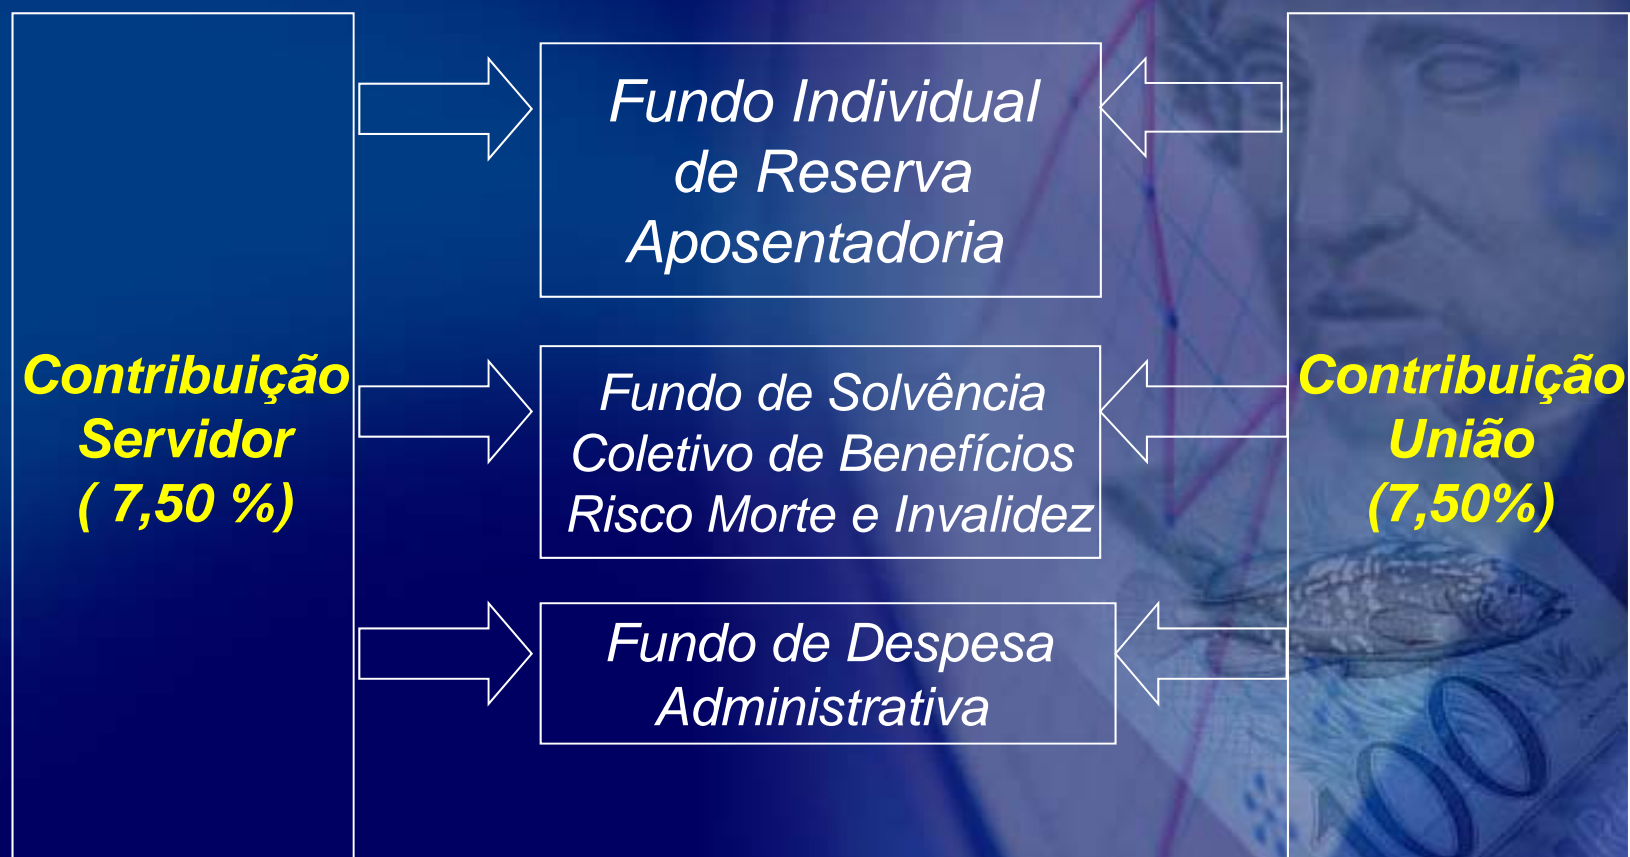 Contribuição
Servidor
( 7,50 %)
Fundo Individual
de Reserva
Aposentadoria
Fundo de Solvência
Coletivo de Benefícios
Risco Morte e Invalidez
Fundo de Despesa
Administrativa
Contribuição
União
(7,50%)
100